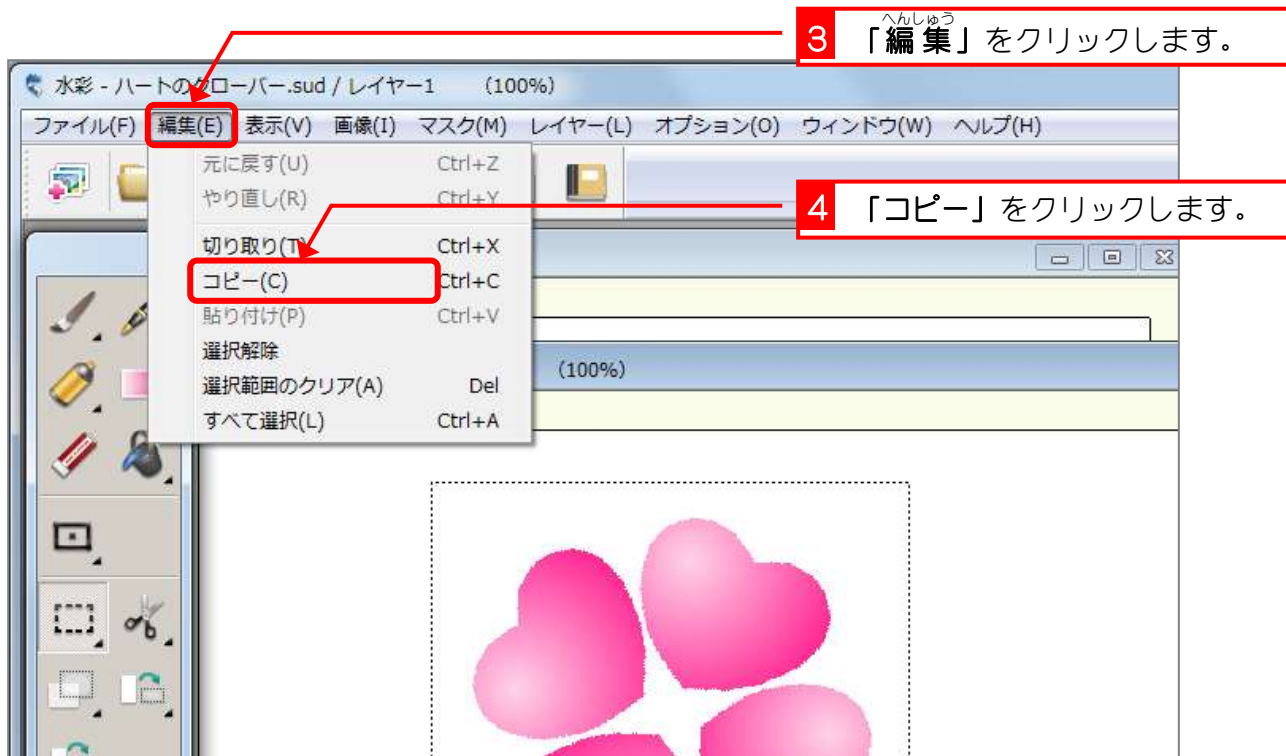 3 「編集」をクリックします。
へんしゅう
水彩 - ハートのクローバー.sud / レイヤー1 (100%)
ファイル(F) 編集(E) 表示(V) 画像(I) マスク(M) レイヤー(L) オプション(O) ウィンドウ(W) ヘルプ(H)
元に戻す(U) Ctrl+Z
やり直し(R) Ctrl+Y
4 「コピー」をクリックします。
切り取り(T) Ctrl+X
コピー(C) Ctrl+C
貼り付け(P) Ctrl+V
選択解除
(100%)
選択範囲のクリア(A) Del
すべて選択(L) Ctrl+A